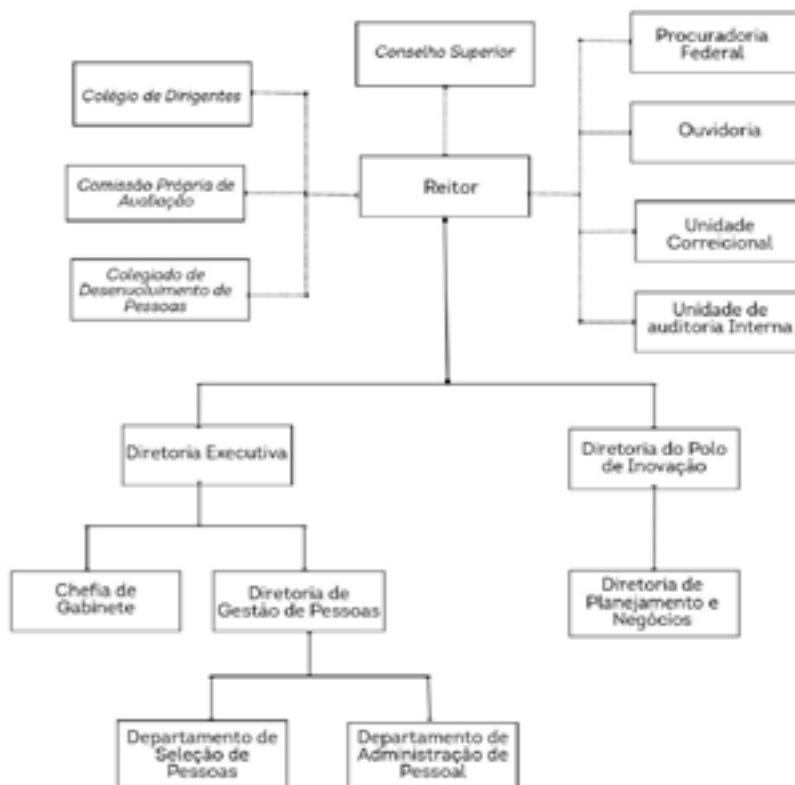 Conselho Superior
Procuradoria
Federal
Colégio de Dirigentes
Ouvidoria
Comissão Própria de
Avaliação
Reitor
Unidade
Correicional
Colegiado de
Desenvolvimento de
Pessoas
Unidade de
auditoria Interna
Diretoria Executiva
Diretoria do Polo
de Inovação
Chefia de
Gabinete
Diretoria de
Gestão de Pessoas
Diretoria de
Planejamento e
Negócios
Departamento de
Seleção de
Pessoas
Departamento de
Administração de
Pessoal